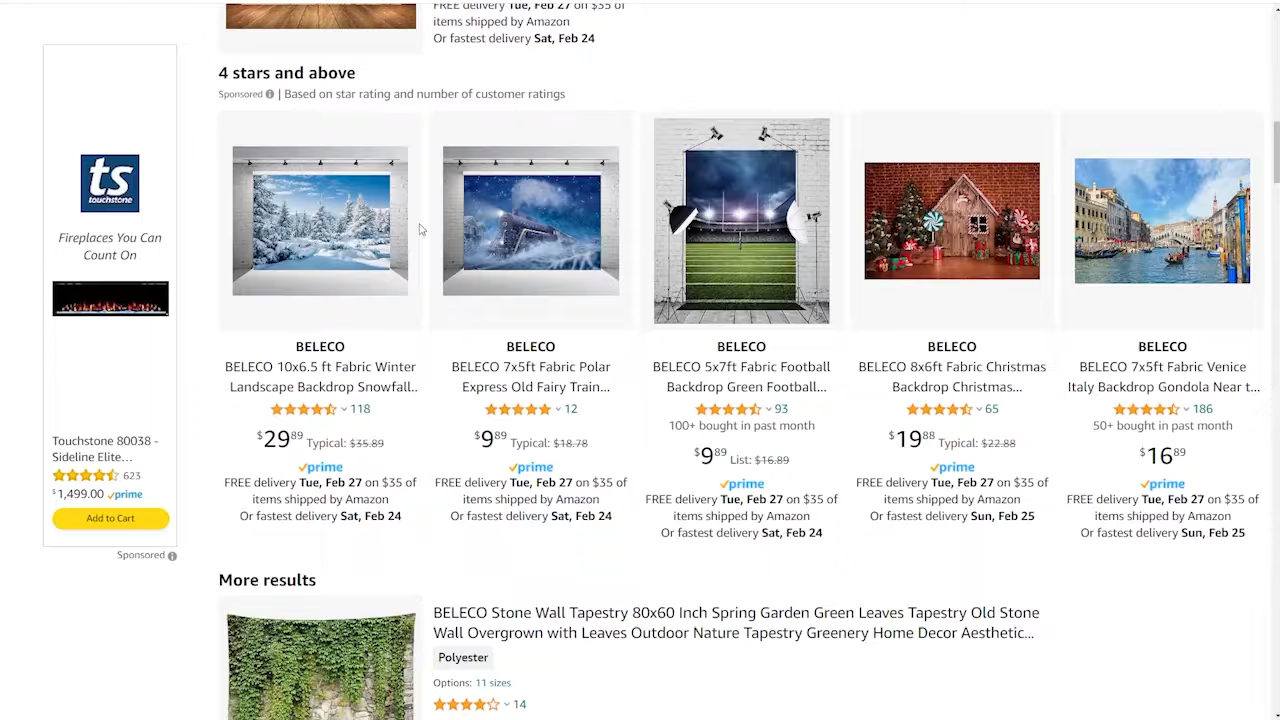 FREE delivery Tue, Feb 27 on $35 of
items shipped by Amazon
Or fastest delivery Sat, Feb 24
4 stars and above
Sponsored | Based on star rating and number of customer ratings
ts
touchstone
Fireplaces You Can
Count On
Touchstone 80038 -
Sideline Elite...
623
$1,499.00 prime
Add to Cart
Sponsored
BELECO
BELECO 10x6.5 ft Fabric Winter
Landscape Backdrop Snowfall...
118
$29.89 Typical: $35.89
prime
FREE delivery Tue, Feb 27 on $35 of
items shipped by Amazon
Or fastest delivery Sat, Feb 24
BELECO
BELECO 7x5ft Fabric Polar
Express Old Fairy Train...
12
$9.89 Typical: $18.78
prime
FREE delivery Tue, Feb 27 on $35 of
items shipped by Amazon
Or fastest delivery Sat, Feb 24
BELECO
BELECO 5x7ft Fabric Football
Backdrop Green Football...
93
100+ bought in past month
$9.89 List: $16.89
prime
FREE delivery Tue, Feb 27 on $35 of
items shipped by Amazon
Or fastest delivery Sat, Feb 24
BELECO
BELECO 8x6ft Fabric Christmas
Backdrop Christmas...
65
$19.88 Typical: $22.88
prime
FREE delivery Tue, Feb 27 on $35 of
items shipped by Amazon
Or fastest delivery Sun, Feb 25
BELECO
BELECO 7x5ft Fabric Venice
Italy Backdrop Gondola Near t...
186
50+ bought in past month
$16.89
prime
FREE delivery Tue, Feb 27 on $35 of
items shipped by Amazon
Or fastest delivery Sun, Feb 25
More results
BELECO Stone Wall Tapestry 80x60 Inch Spring Garden Green Leaves Tapestry Old Stone
Wall Overgrown with Leaves Outdoor Nature Tapestry Greenery Home Decor Aesthetic...
Polyester
Options: 11 sizes
14